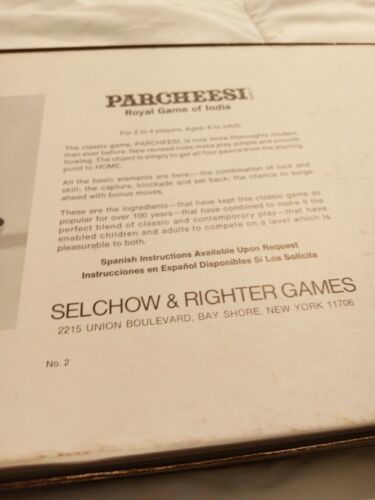 PARCHEESI
Royal Game of India
For 2 to 4 players, Ages: 6 to adult.
The classic game, PARCHEESI, is now more thoroughly modern
than ever before. New revised rules make play simple and smooth
flowing. The object is simply to get all four pawns from the starting
point to HOME.
All the basic elements are here:—the combination of luck and
skill; the capture, blockade and set back; the chance to surge
ahead with bonus moves.
These are the ingredients—that have kept this classic game so
popular for over 100 years—that have combined to make it the
perfect blend of classic and contemporary play—that have
enabled children and adults to compete on a level which is
pleasurable to both.
Spanish Instructions Available Upon Request
Instrucciones en Español Disponibles Si Los Solicita
SELCHOW & RIGHTER GAMES
2215 UNION BOULEVARD, BAY SHORE, NEW YORK 11706
No. 2